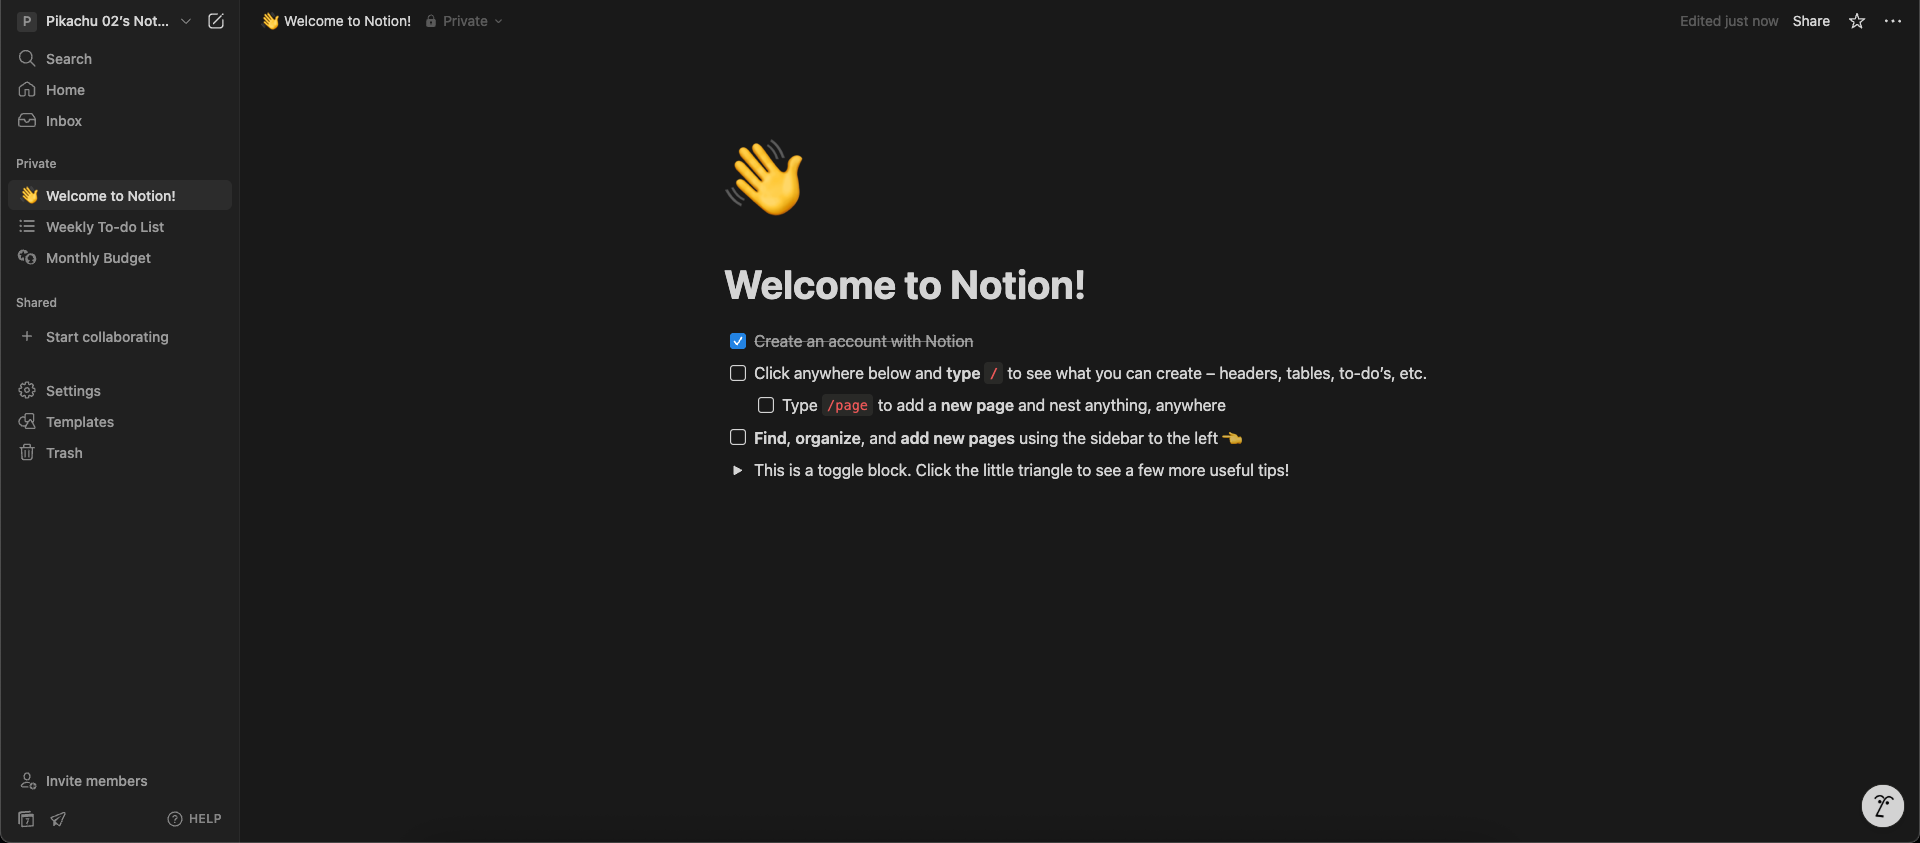 P Pikachu 02's Not...
Search
Home
Inbox
Private
Welcome to Notion!
Weekly To-do List
Monthly Budget
Shared
Start collaborating
Settings
Templates
Trash
Invite members
7
? HELP
Welcome to Notion! Private
Edited just now Share
Welcome to Notion!
Create an account with Notion
Click anywhere below and type / to see what you can create – headers, tables, to-do's, etc.
Type /page to add a new page and nest anything, anywhere
Find, organize, and add new pages using the sidebar to the left
This is a toggle block. Click the little triangle to see a few more useful tips!